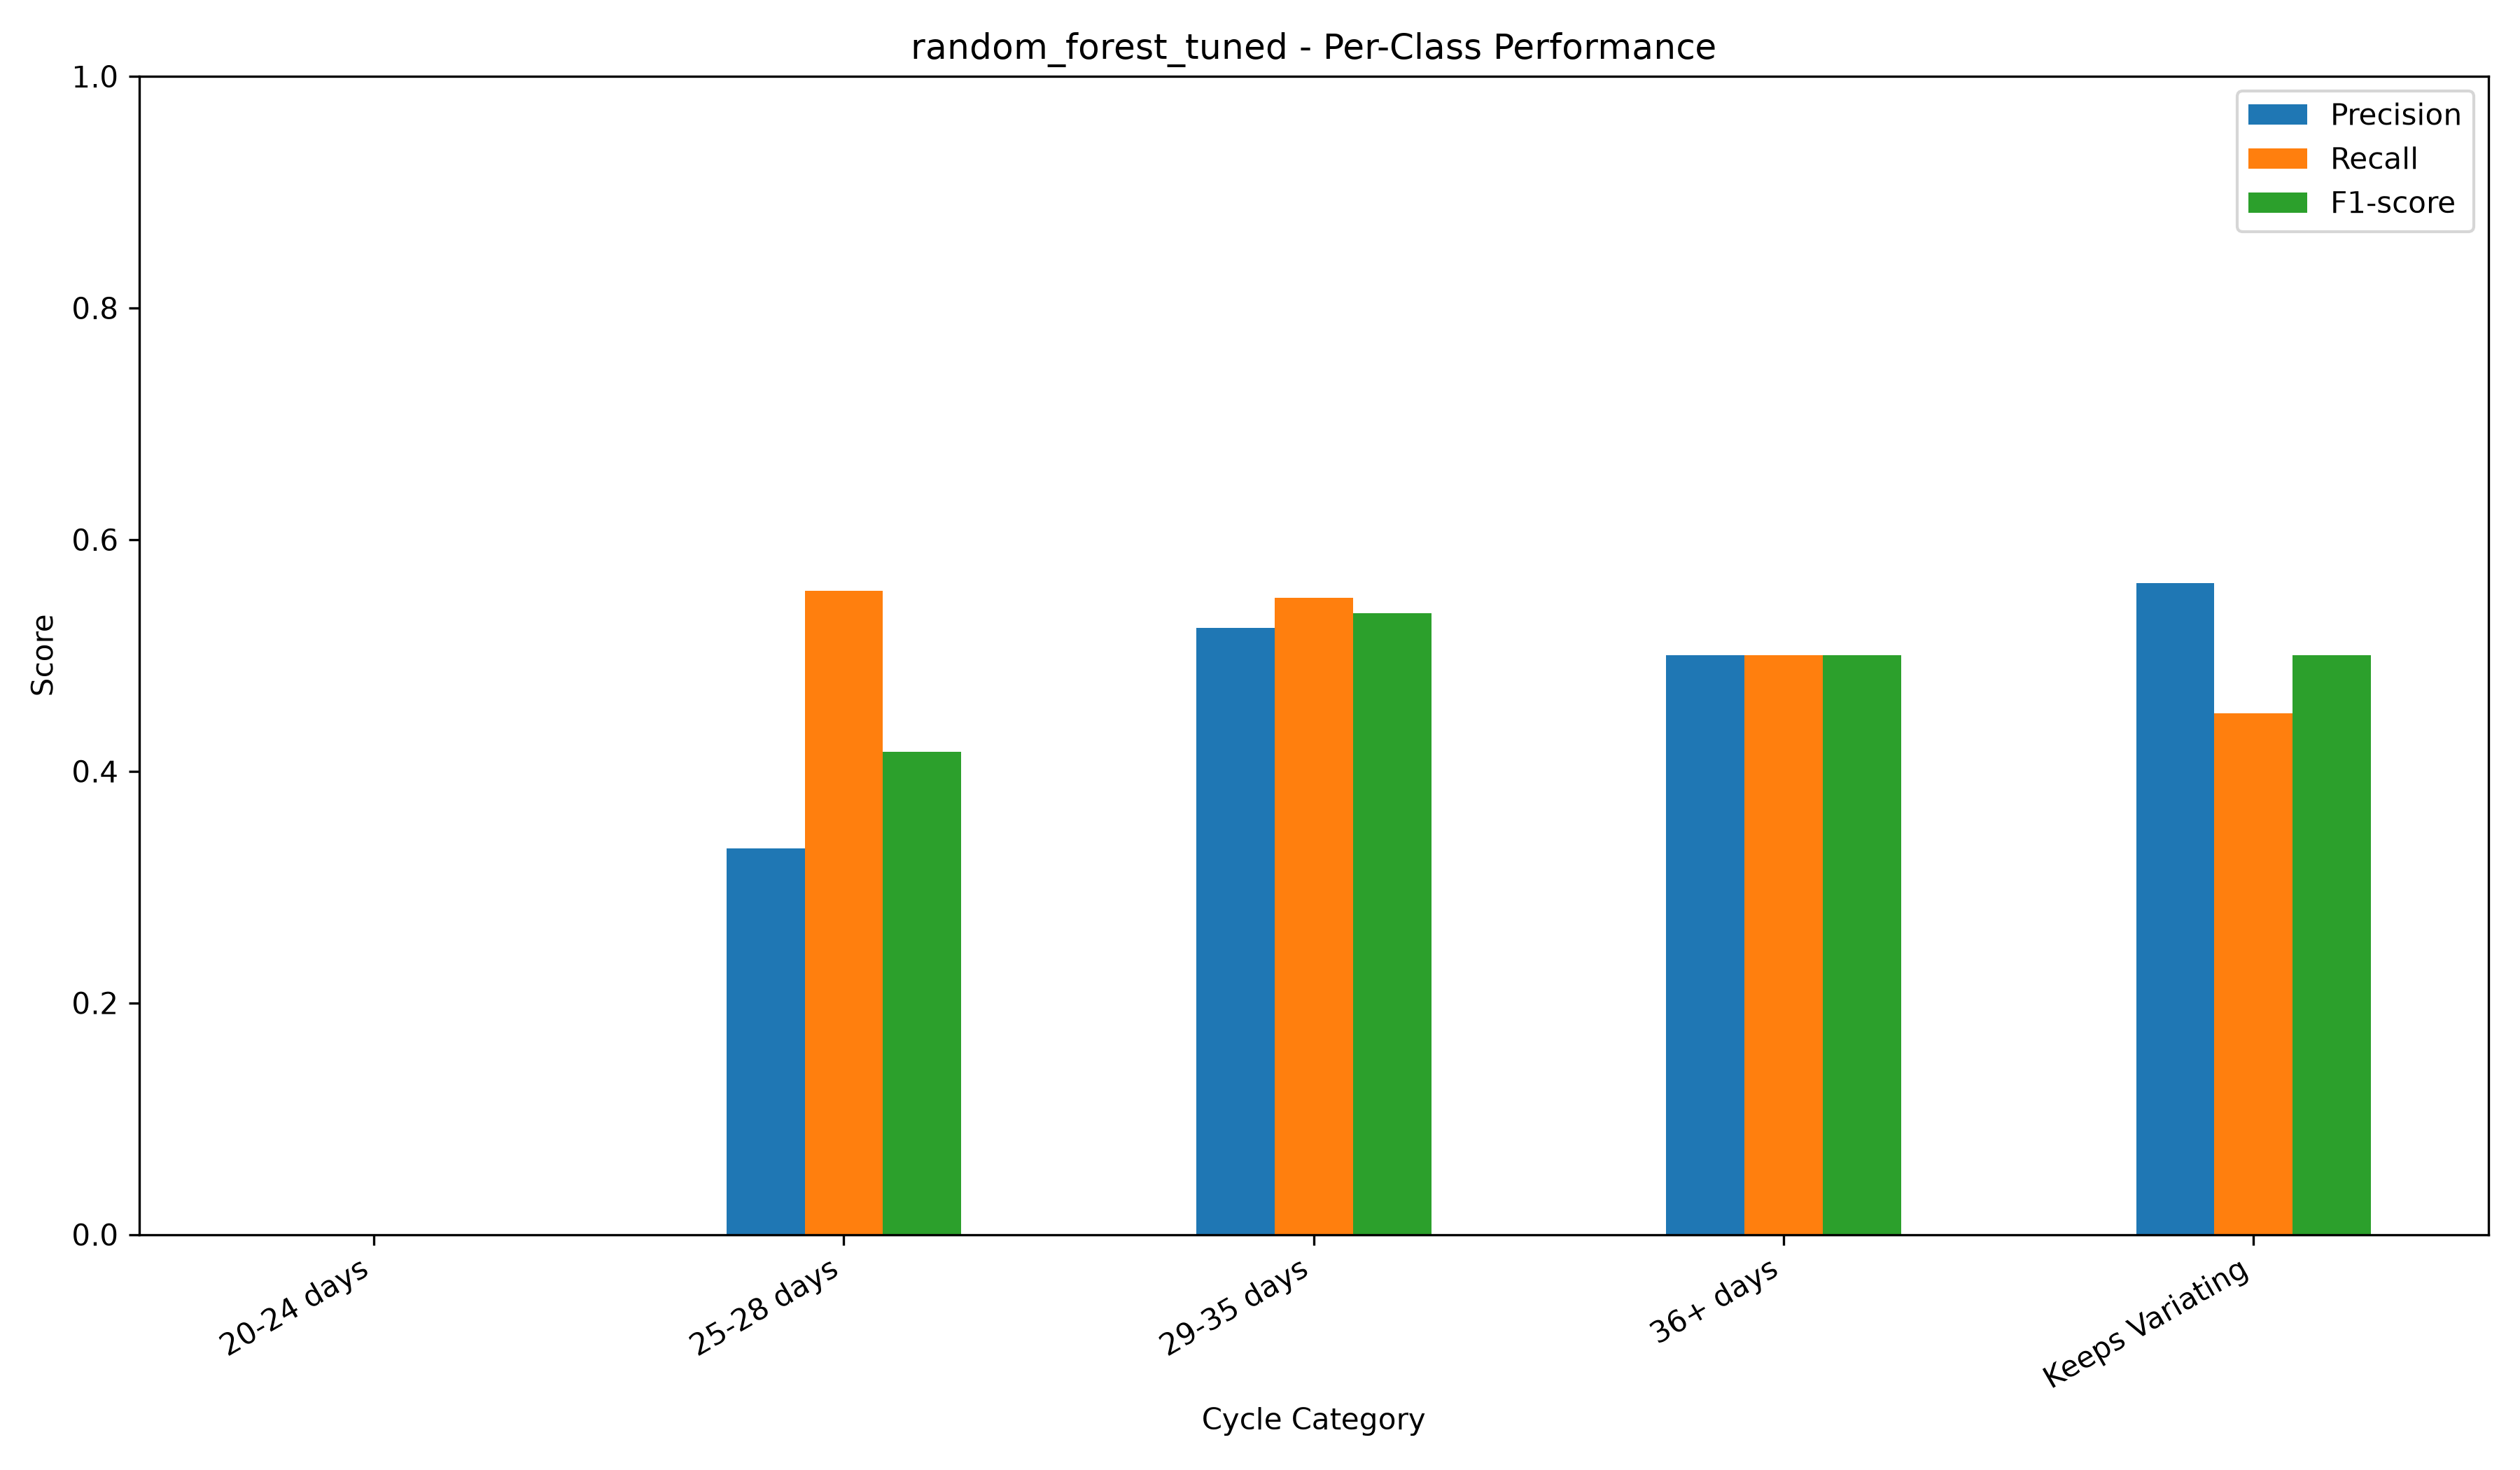 random_forest_tuned - Per-Class Performance
1.0
0.8
0.6
0.4
0.2
0.0
Score
Precision
Recall
F1-score
20-24 days
25-28 days
29-35 days
36+ days
Keeps Variating
Cycle Category